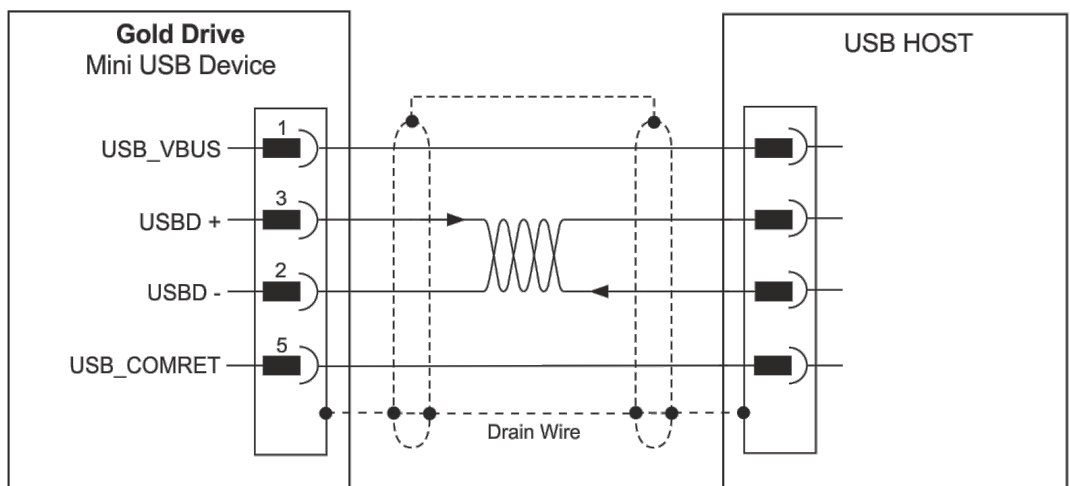 Gold Drive
Mini USB Device
USB HOST
USB_VBUS
1
USBD +
3
USBD -
2
USB_COMRET
5
Drain Wire